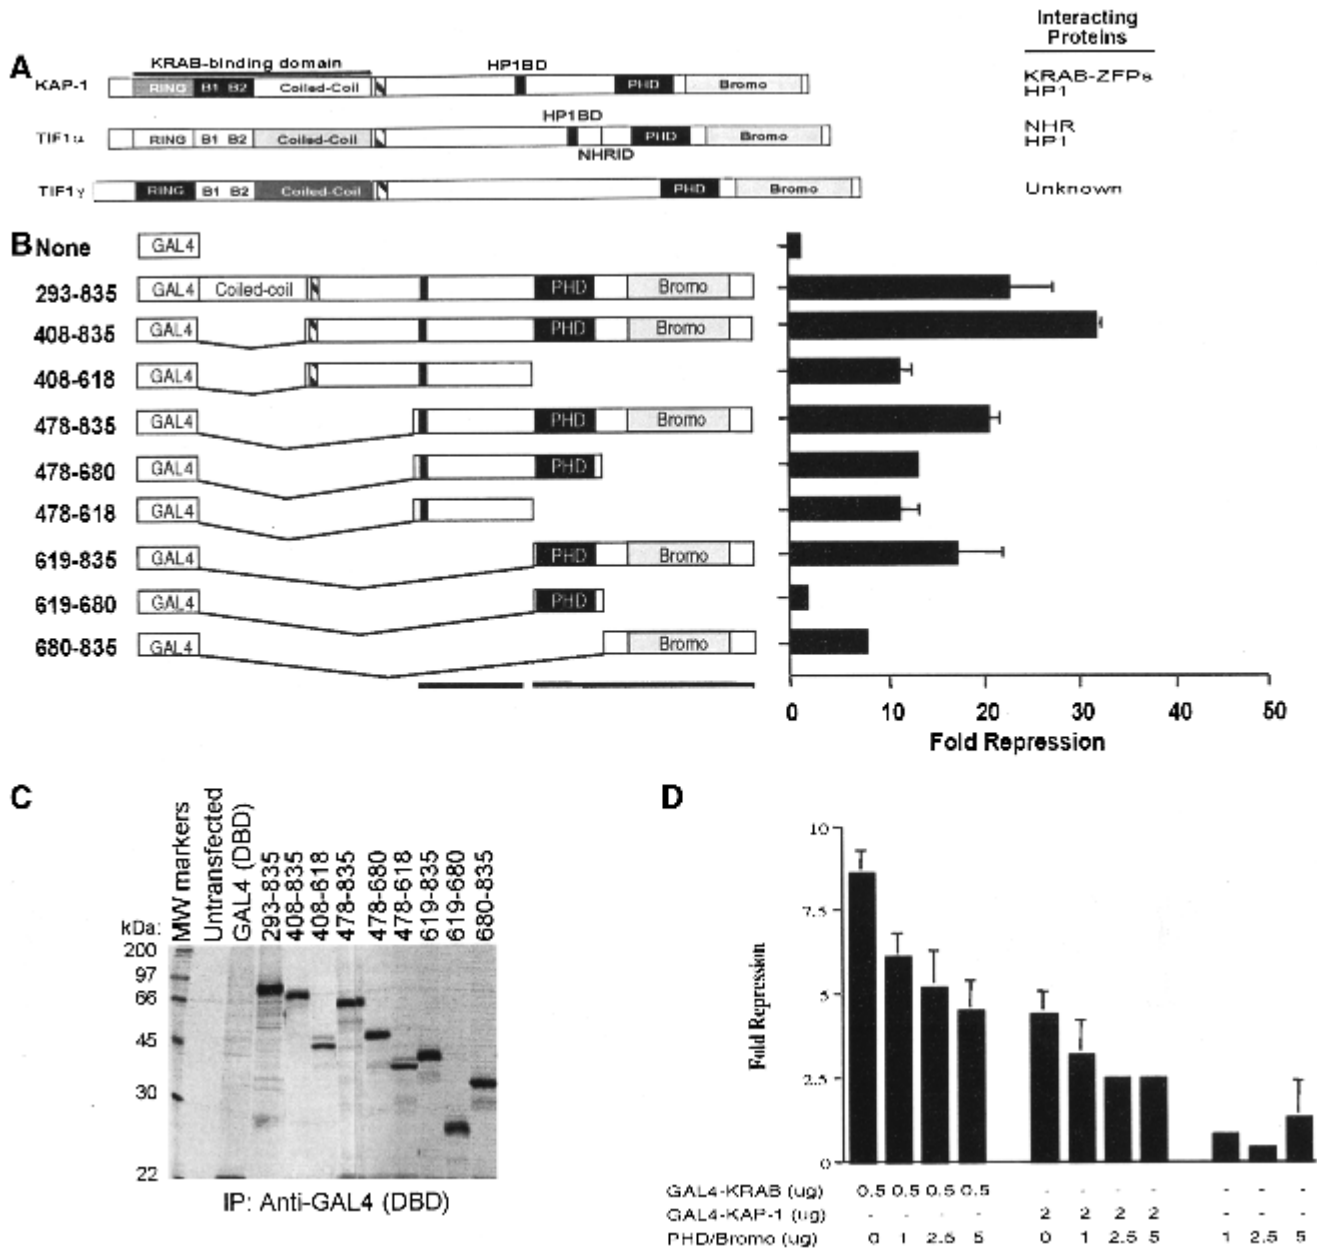 Interacting
Proteins
A
KRAB-binding domain
HP1BD
KAP-1
RING
B1
B2
Coiled-Coil
PHD
Bromo
KRAB-ZFPs
HP1
HP1BD
TIF1α
RING
B1
B2
Coiled-Coil
PHD
Bromo
NHR
HP1
NHRID
TIF1γ
RING
B1
B2
Coiled-Coil
PHD
Bromo
Unknown
B
None
GAL4
293-835
GAL4
Coiled-coil
PHD
Bromo
408-835
GAL4
PHD
Bromo
408-618
GAL4
478-835
GAL4
PHD
Bromo
478-680
GAL4
PHD
478-618
GAL4
619-835
GAL4
PHD
Bromo
619-680
GAL4
PHD
680-835
GAL4
Bromo
0 10 20 30 40 50
Fold Repression
C
MW markers
Untransfected
GAL4 (DBD)
293-835
408-835
408-618
478-835
478-680
478-618
619-835
619-680
680-835
kDa:
200
97
66
45
30
22
IP: Anti-GAL4 (DBD)
D
Fold Repression
10
7.5
5
2.5
0
GAL4-KRAB (ug) 0.5 0.5 0.5 0.5 - - - - - - -
GAL4-KAP-1 (ug) - - - - 2 2 2 2 - - -
PHD/Bromo (ug) 0 1 2.5 5 0 1 2.5 5 1 2.5 5